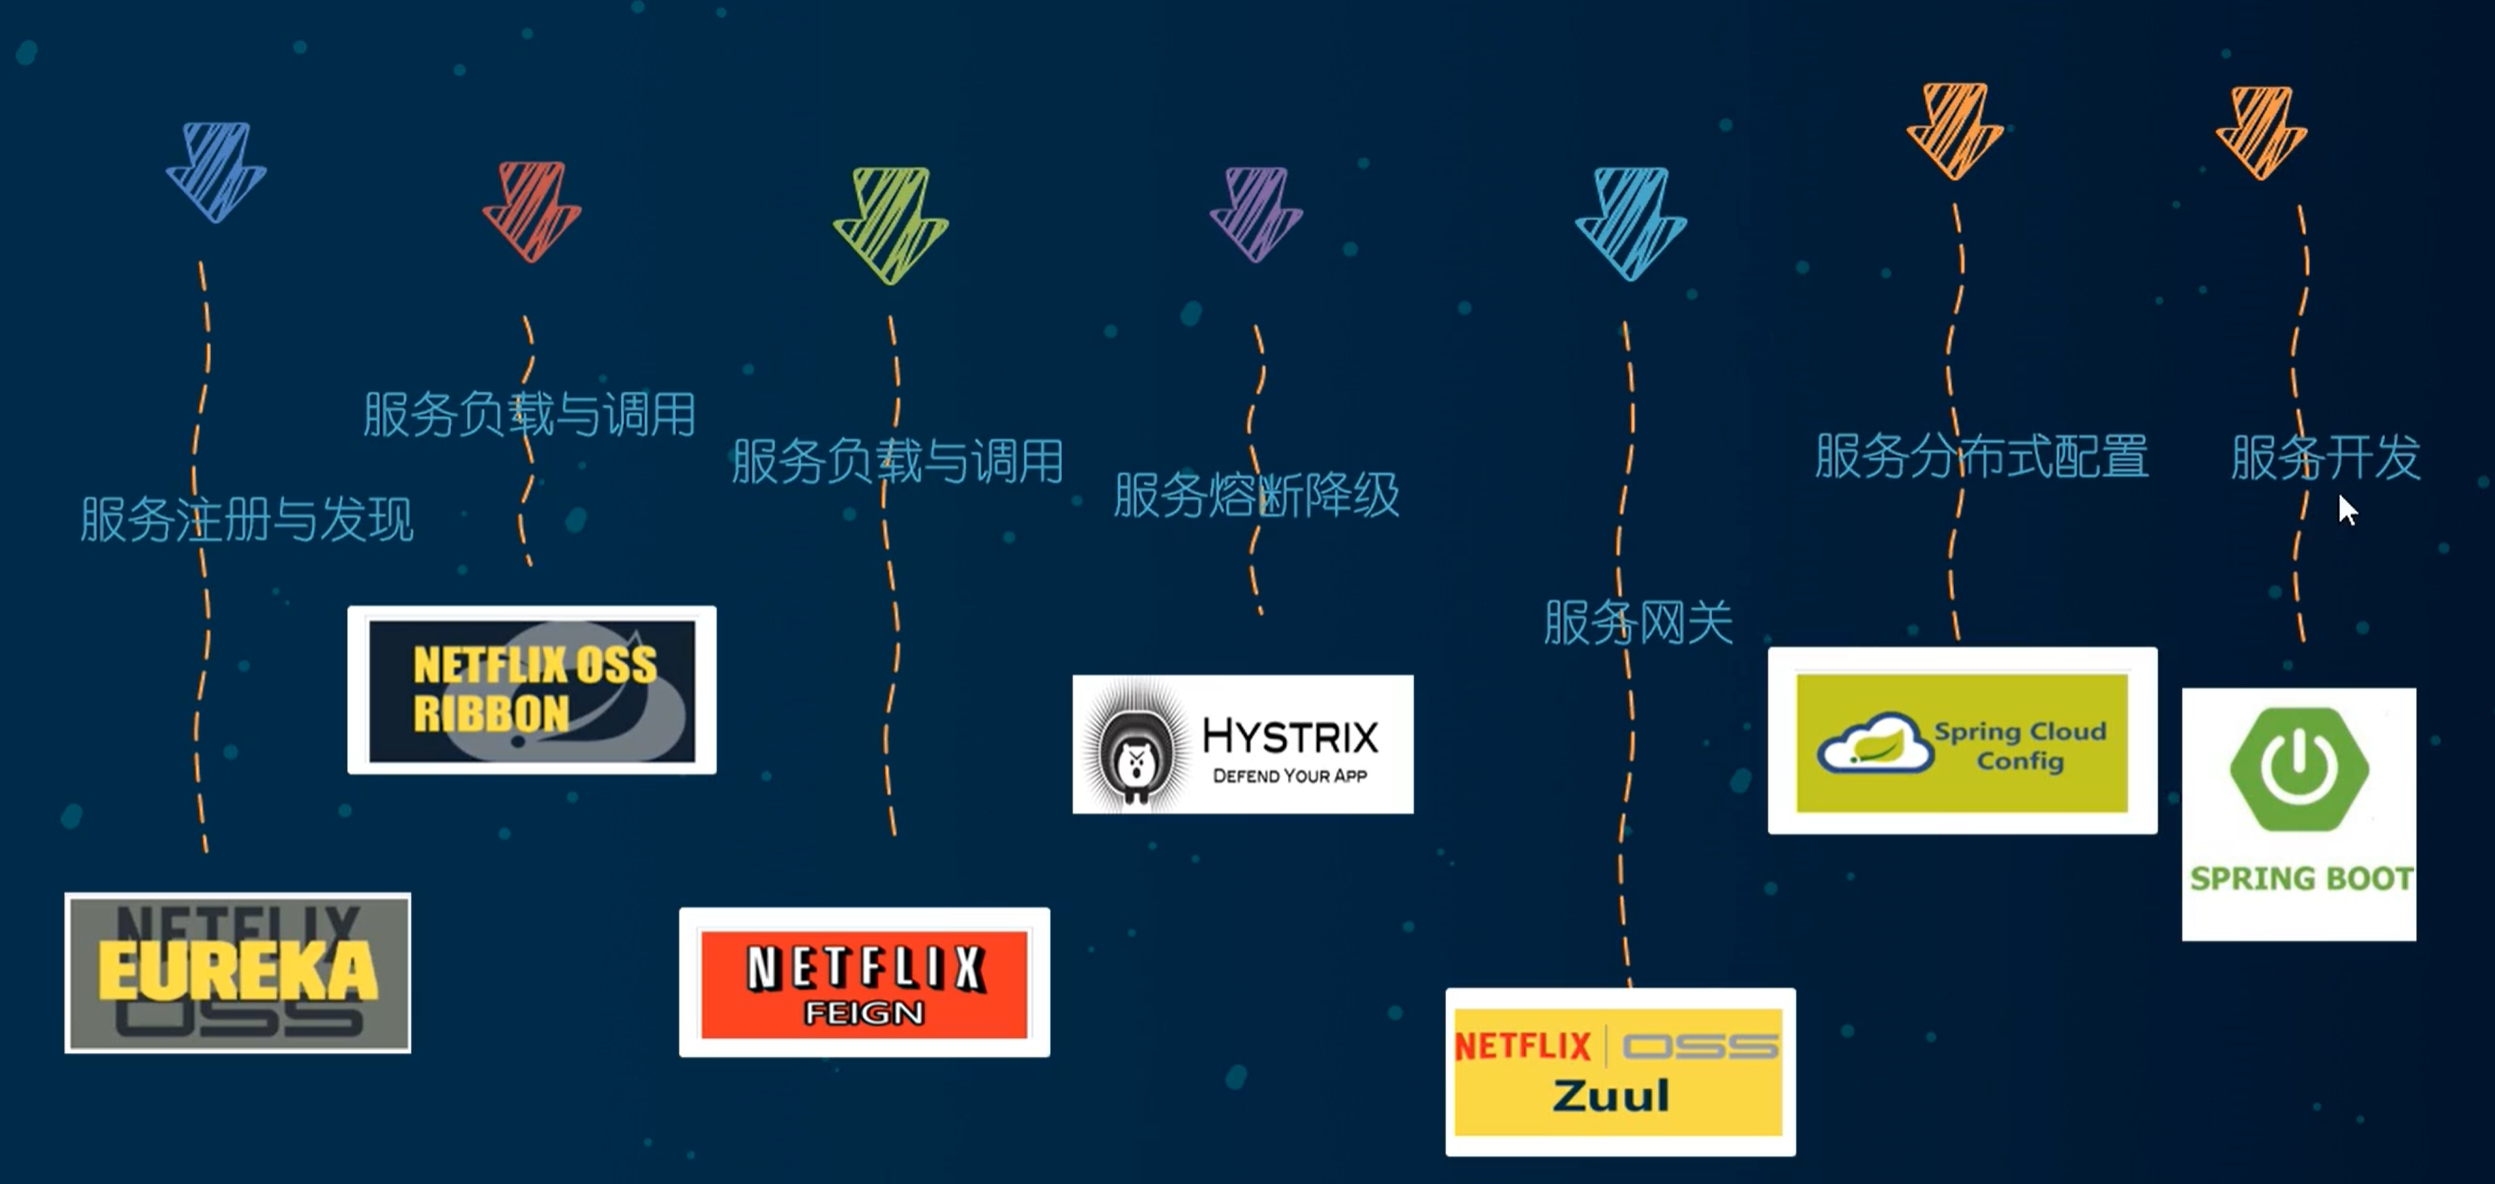 服务注册与发现
NETFLIX
EUREKA
OSS
服务负载与调用
NETFLIX OSS
RIBBON
服务负载与调用
NETFLIX
FEIGN
服务熔断降级
HYSTRIX
DEFEND YOUR APP
服务网关
NETFLIX | OSS
Zuul
服务分布式配置
Spring Cloud
Config
服务开发
SPRING BOOT